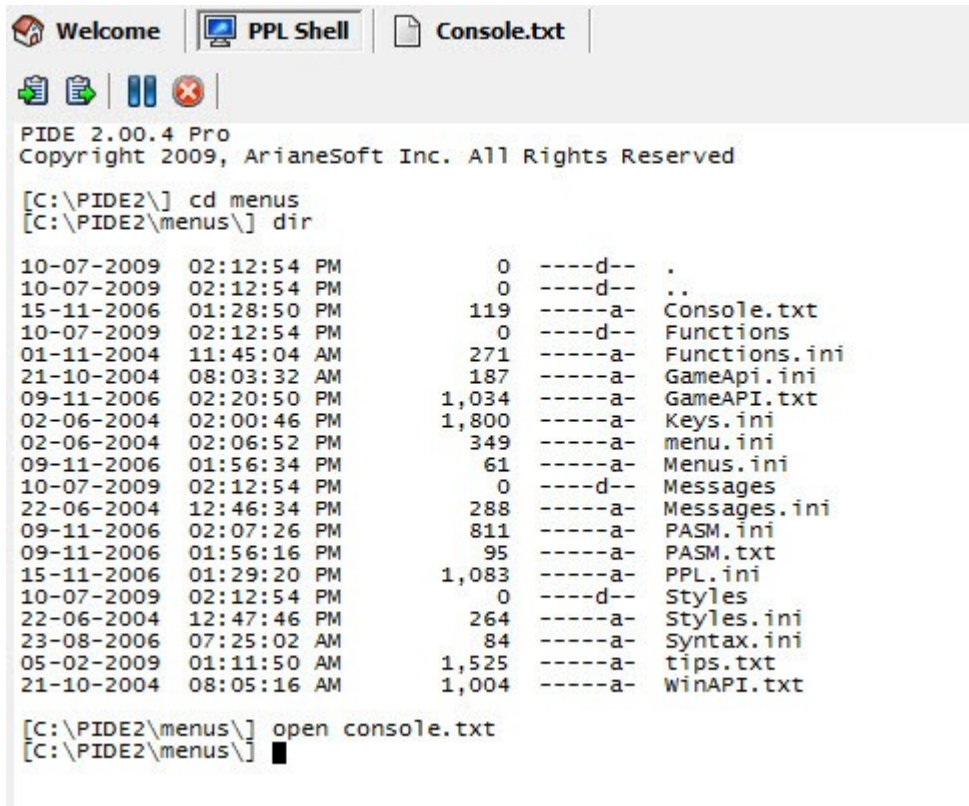 Welcome PPL Shell Console.txt
PIDE 2.00.4 Pro
Copyright 2009, ArianeSoft Inc. All Rights Reserved
[C:\PIDE2\] cd menus
[C:\PIDE2\menus\] dir
10-07-2009 02:12:54 PM 0 ----d-- .
10-07-2009 02:12:54 PM 0 ----d-- ..
15-11-2006 01:28:50 PM 119 -----a- Console.txt
10-07-2009 02:12:54 PM 0 ----d-- Functions
01-11-2004 11:45:04 AM 271 -----a- Functions.ini
21-10-2004 08:03:32 AM 187 -----a- GameApi.ini
09-11-2006 02:20:50 PM 1,034 -----a- GameAPI.txt
02-06-2004 02:00:46 PM 1,800 -----a- Keys.ini
02-06-2004 02:06:52 PM 349 -----a- menu.ini
09-11-2006 01:56:34 PM 61 -----a- Menus.ini
10-07-2009 02:12:54 PM 0 ----d-- Messages
22-06-2004 12:46:34 PM 288 -----a- Messages.ini
09-11-2006 02:07:26 PM 811 -----a- PASM.ini
09-11-2006 01:56:16 PM 95 -----a- PASM.txt
15-11-2006 01:29:20 PM 1,083 -----a- PPL.ini
10-07-2009 02:12:54 PM 0 ----d-- Styles
22-06-2004 12:47:46 PM 264 -----a- Styles.ini
23-08-2006 07:25:02 AM 84 -----a- Syntax.ini
05-02-2009 01:11:50 AM 1,525 -----a- tips.txt
21-10-2004 08:05:16 AM 1,004 -----a- WinAPI.txt
[C:\PIDE2\menus\] open console.txt
[C:\PIDE2\menus\]